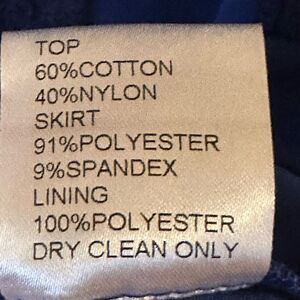 TOP
60%COTTON
40%NYLON
SKIRT
91%POLYESTER
9%SPANDEX
LINING
100%POLYESTER
DRY CLEAN ONLY